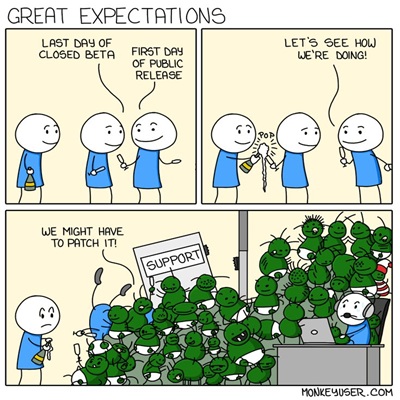 GREAT EXPECTATIONS
LAST DAY OF
CLOSED BETA
FIRST DAY
OF PUBLIC
RELEASE
LET'S SEE HOW
WE'RE DOING!
POP
WE MIGHT HAVE
TO PATCH IT!
SUPPORT
MONKEYUSER.COM